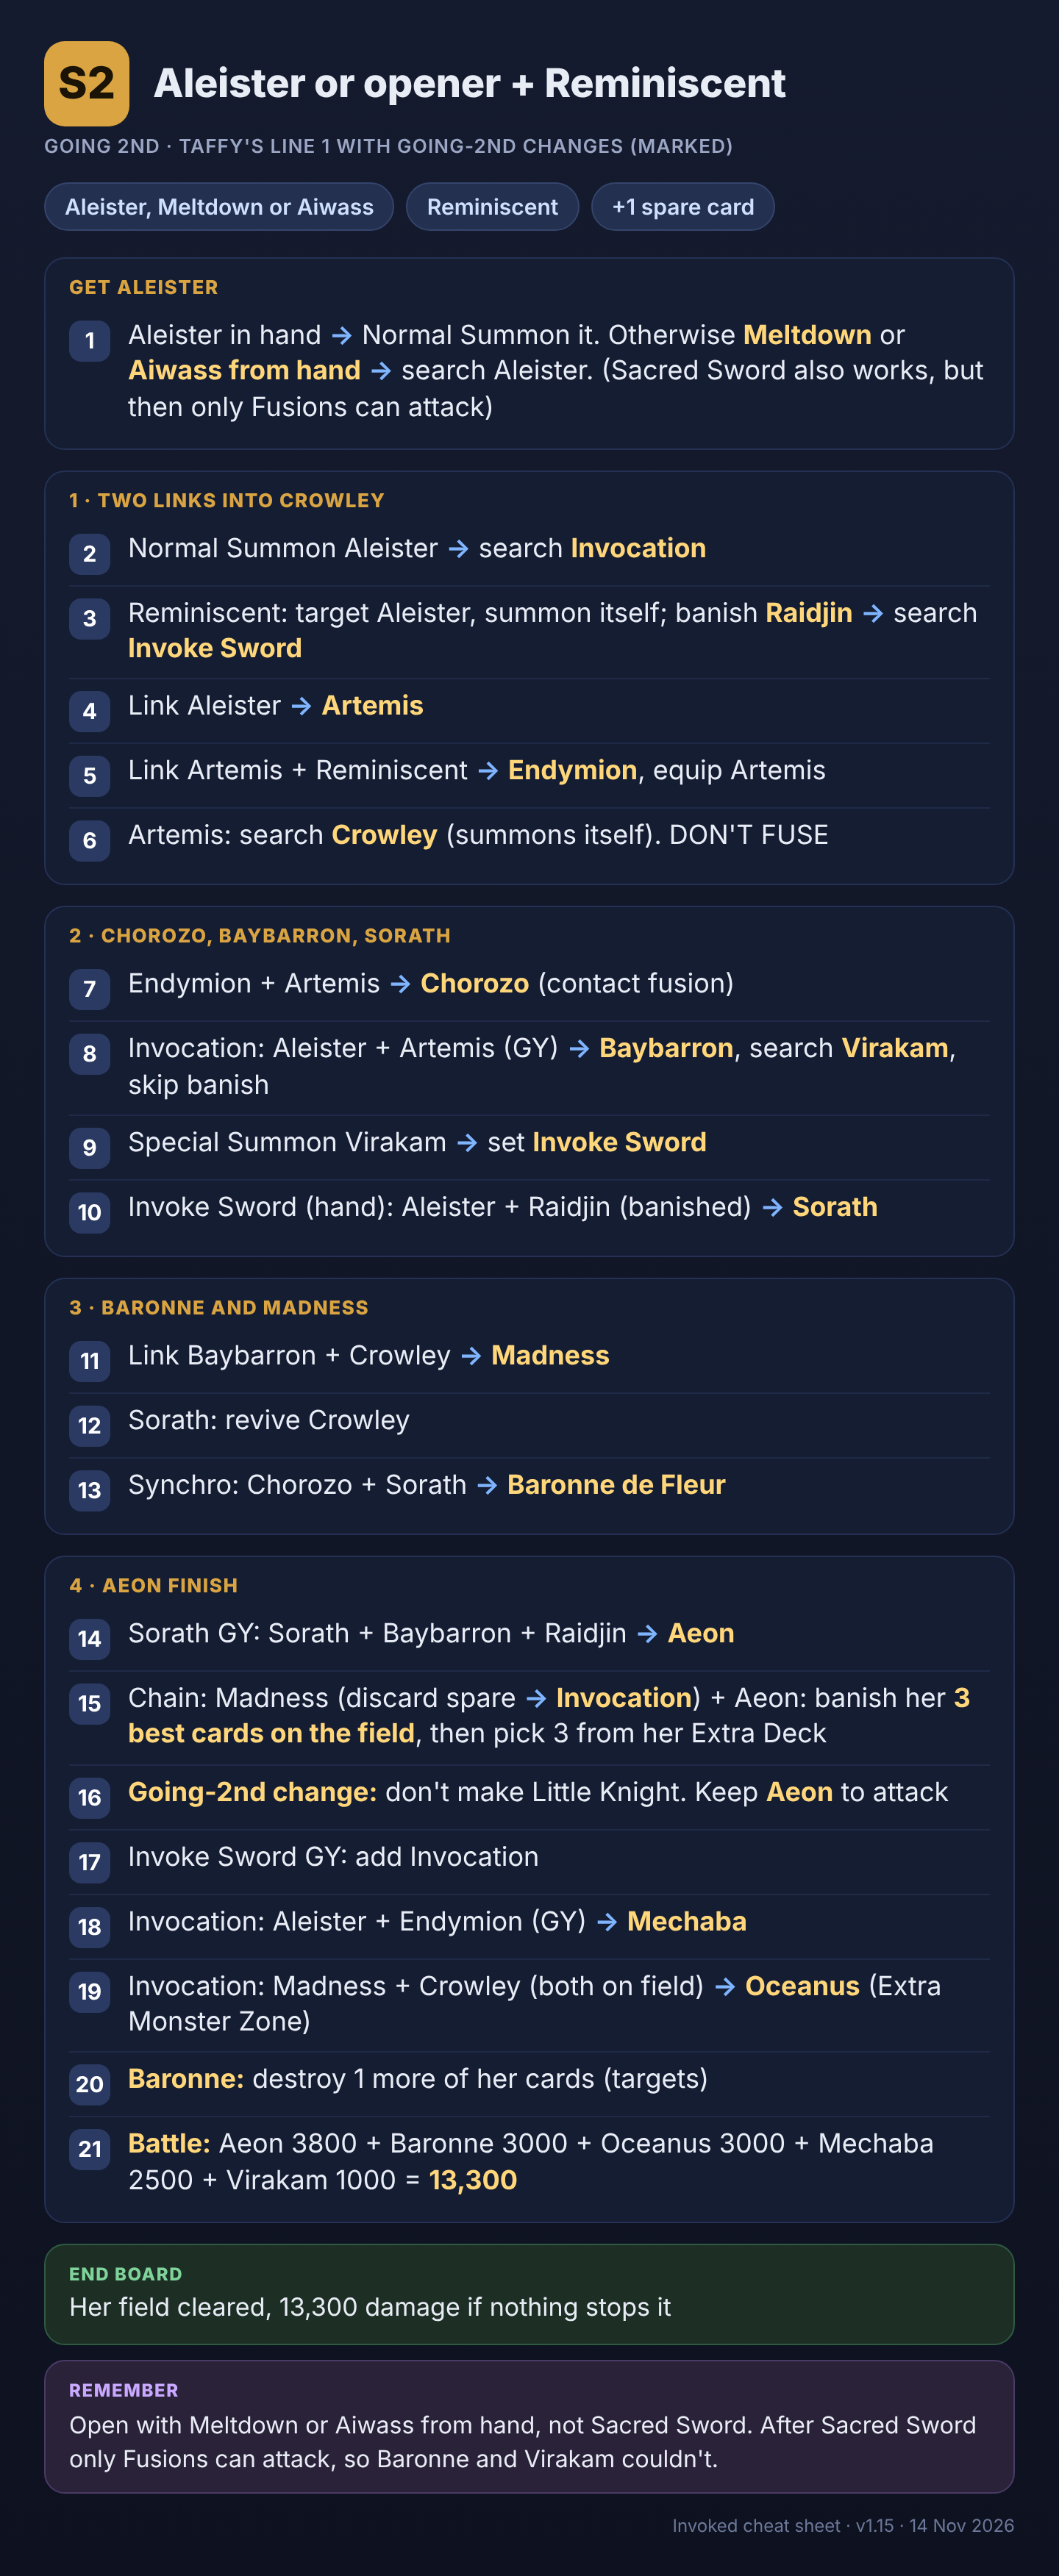 S2
Aleister or opener + Reminiscent
GOING 2ND · TAFFY'S LINE 1 WITH GOING-2ND CHANGES (MARKED)
Aleister, Meltdown or Aiwass
Reminiscent
+1 spare card
GET ALEISTER
1
Aleister in hand → Normal Summon it. Otherwise Meltdown or
Aiwass from hand → search Aleister. (Sacred Sword also works, but
then only Fusions can attack)
1 · TWO LINKS INTO CROWLEY
2
Normal Summon Aleister → search Invocation
3
Reminiscent: target Aleister, summon itself; banish Raidjin → search
Invoke Sword
4
Link Aleister → Artemis
5
Link Artemis + Reminiscent → Endymion, equip Artemis
6
Artemis: search Crowley (summons itself). DON'T FUSE
2 · CHOROZO, BAYBARRON, SORATH
7
Endymion + Artemis → Chorozo (contact fusion)
8
Invocation: Aleister + Artemis (GY) → Baybarron, search Virakam,
skip banish
9
Special Summon Virakam → set Invoke Sword
10
Invoke Sword (hand): Aleister + Raidjin (banished) → Sorath
3 · BARONNE AND MADNESS
11
Link Baybarron + Crowley → Madness
12
Sorath: revive Crowley
13
Synchro: Chorozo + Sorath → Baronne de Fleur
4 · AEON FINISH
14
Sorath GY: Sorath + Baybarron + Raidjin → Aeon
15
Chain: Madness (discard spare → Invocation) + Aeon: banish her 3
best cards on the field, then pick 3 from her Extra Deck
16
Going-2nd change: don't make Little Knight. Keep Aeon to attack
17
Invoke Sword GY: add Invocation
18
Invocation: Aleister + Endymion (GY) → Mechaba
19
Invocation: Madness + Crowley (both on field) → Oceanus (Extra
Monster Zone)
20
Baronne: destroy 1 more of her cards (targets)
21
Battle: Aeon 3800 + Baronne 3000 + Oceanus 3000 + Mechaba
2500 + Virakam 1000 = 13,300
END BOARD
Her field cleared, 13,300 damage if nothing stops it
REMEMBER
Open with Meltdown or Aiwass from hand, not Sacred Sword. After Sacred Sword
only Fusions can attack, so Baronne and Virakam couldn't.
Invoked cheat sheet · v1.15 · 14 Nov 2026